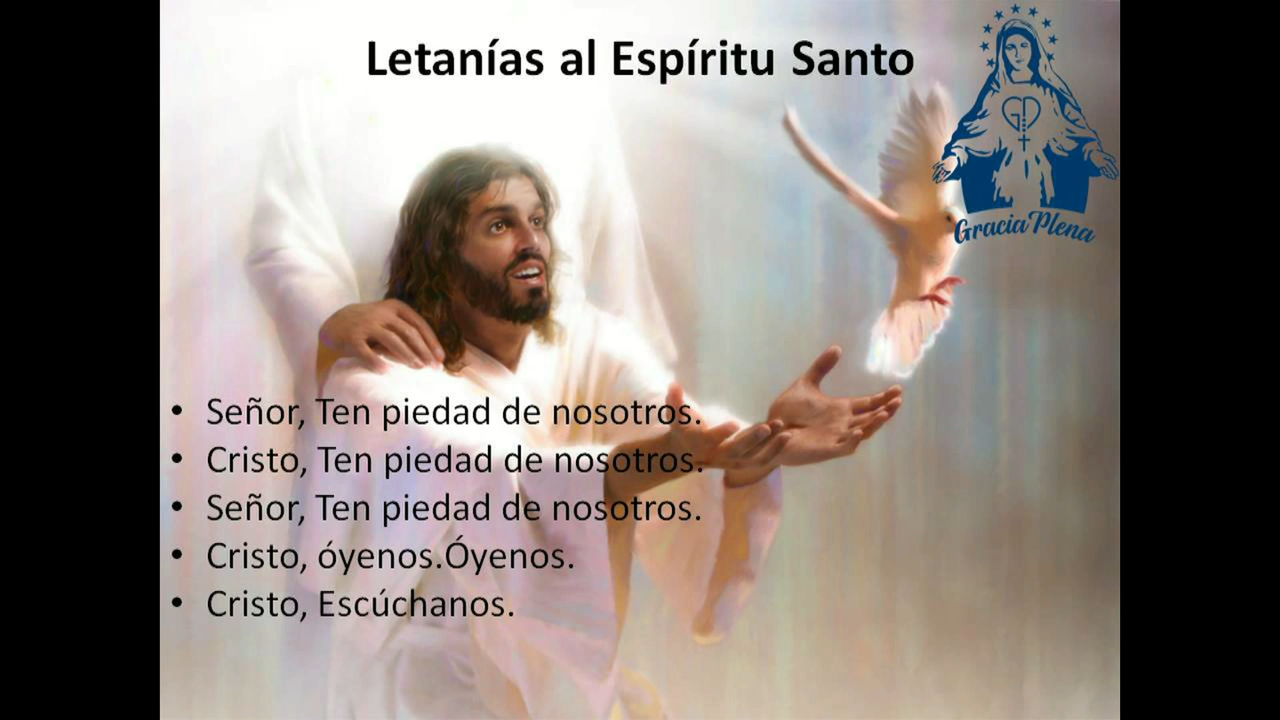 Letanías al Espíritu Santo
GP
Gracia Plena
• Señor, Ten piedad de nosotros.
• Cristo, Ten piedad de nosotros.
• Señor, Ten piedad de nosotros.
• Cristo, óyenos.Óyenos.
• Cristo, Escúchanos.